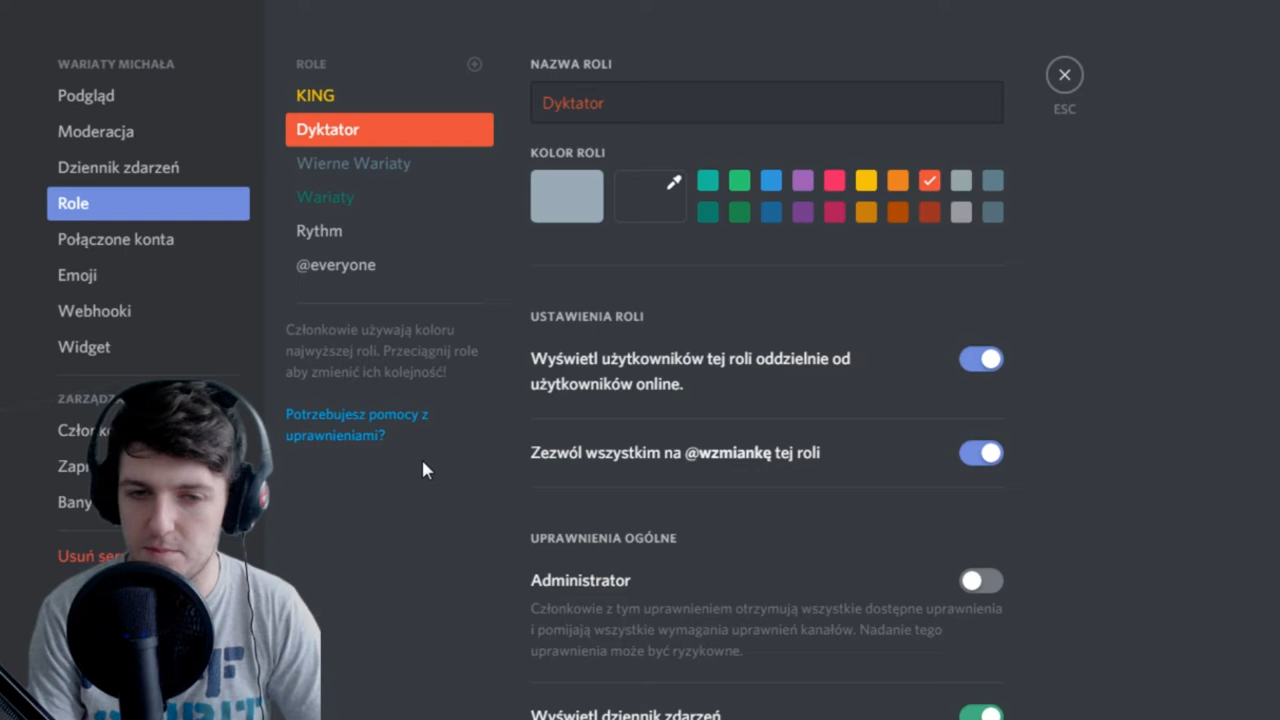 WARIATY MICHAŁA
Podgląd
Moderacja
Dziennik zdarzeń
Role
Połączone konta
Emoji
Webhooki
Widget
Bany
ROLE
KING
Dyktator
Wierne Wariaty
Wariaty
Rythm
@everyone
Członkowie używają koloru
najwyższej roli. Przeciągnij role
aby zmienić ich kolejność!
Potrzebujesz pomocy z
uprawnieniami?
NAZWA ROLI
Dyktator
KOLOR ROLI
USTAWIENIA ROLI
Wyświetl użytkowników tej roli oddzielnie od
użytkowników online.
Zezwól wszystkim na @wzmiankę tej roli
UPRAWNIENIA OGÓLNE
Administrator
Członkowie z tym uprawnieniem otrzymują wszystkie dostępne uprawnienia
i pomijają wszystkie wymagania uprawnień kanałów. Nadanie tego
uprawnienia może być ryzykowne.
Wyświetl dziennik zdarzeń
ESC